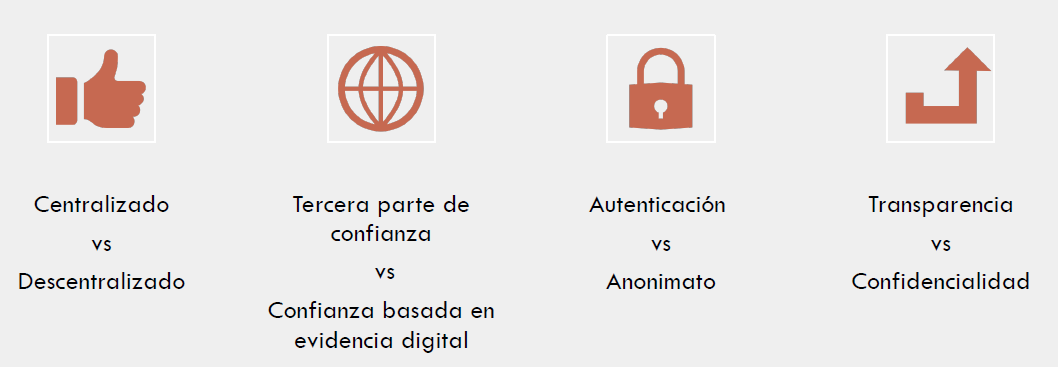 Centralizado
vs
Descentralizado
Tercera parte de
confianza
vs
Confianza basada en
evidencia digital
Autenticación
vs
Anonimato
Transparencia
vs
Confidencialidad